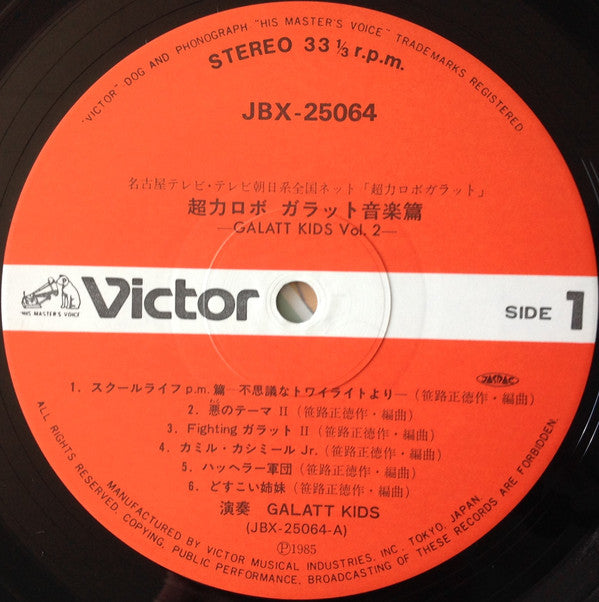 "VICTOR" DOG AND PHONOGRAPH "HIS MASTER'S VOICE" TRADEMARKS REGISTERED.
STEREO 33 1/3 r.p.m.
JBX-25064
名古屋テレビ・テレビ朝日系全国ネット「超力ロボガラット」
超力ロボ ガラット音楽篇
—GALATT KIDS Vol. 2—
"HIS MASTER'S VOICE"
Victor
SIDE 1
JASRAC
1. スクールライフp.m.篇—不思議なトワイライトより—(笹路正徳作・編曲)
2. 悪のテーマ II(笹路正徳作・編曲)
3. Fighting ガラット II(笹路正徳作・編曲)
4. カミル・カシミール Jr.(笹路正徳作・編曲)
5. ハッヘラー軍団(笹路正徳作・編曲)
6. どすこい姉妹(笹路正徳作・編曲)
演奏 GALATT KIDS
(JBX-25064-A)
Ⓟ1985
MANUFACTURED BY VICTOR MUSICAL INDUSTRIES, INC. TOKYO, JAPAN.
ALL RIGHTS RESERVED. COPYING, PUBLIC PERFORMANCE, BROADCASTING OF THESE RECORDS ARE FORBIDDEN.